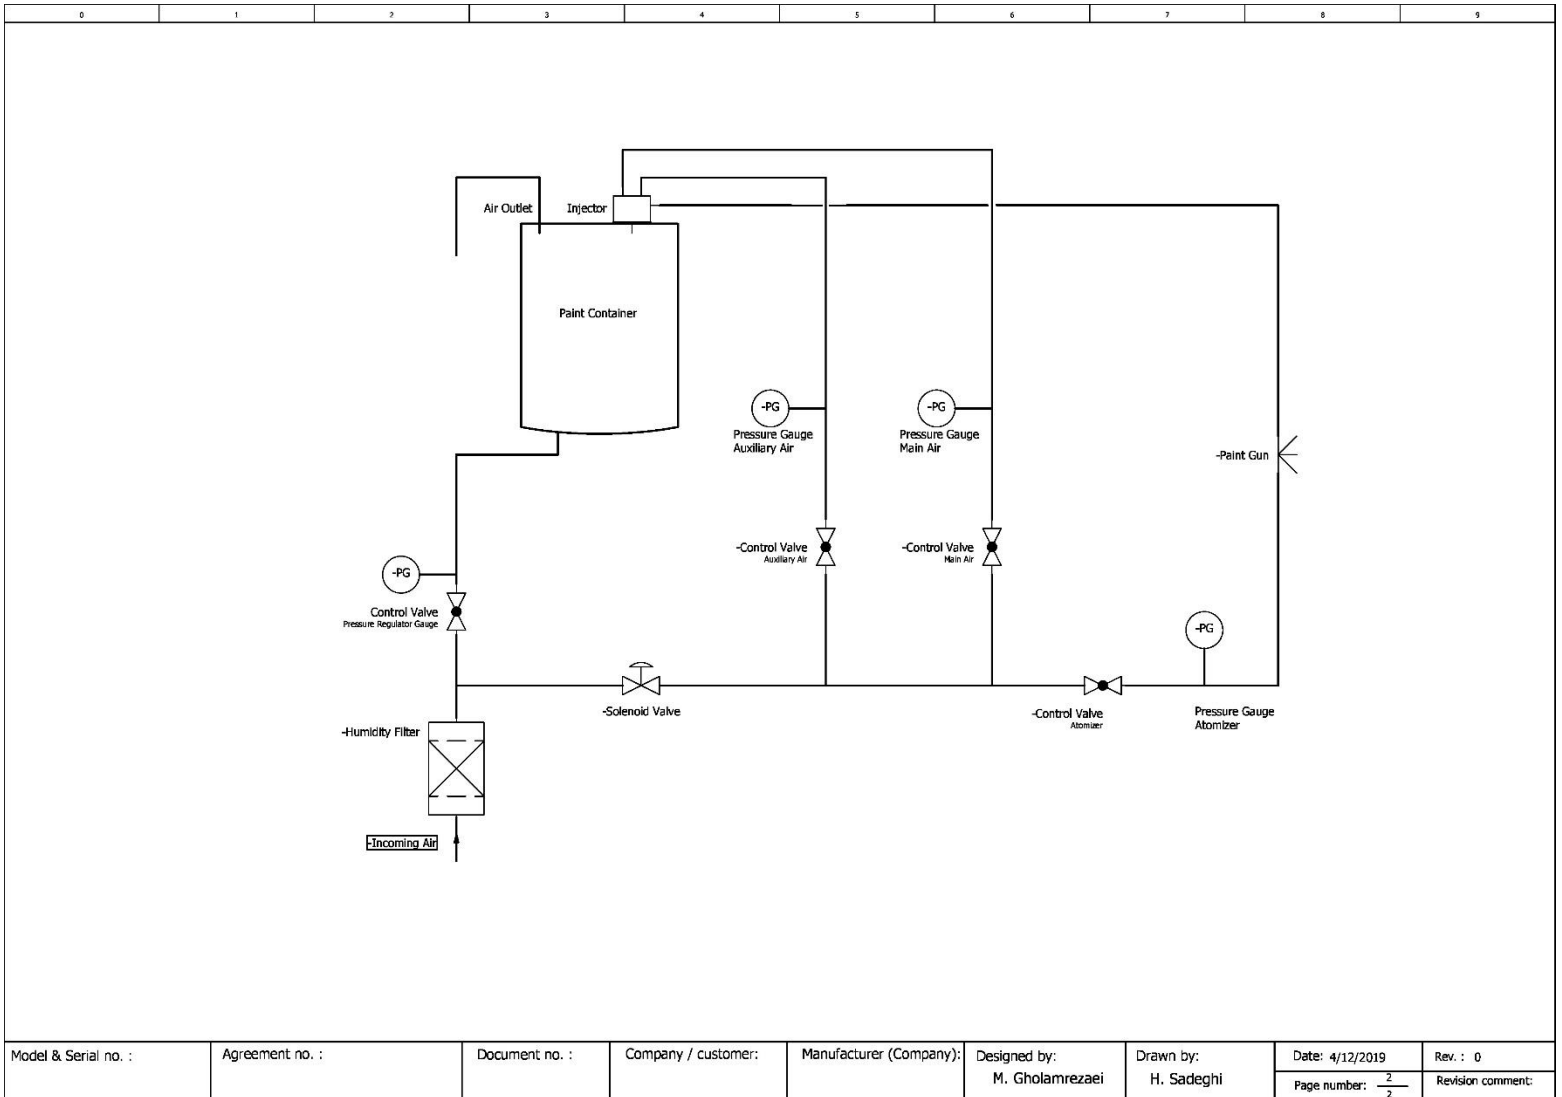 0 1 2 3 4 5 6 7 8 9
Air Outlet
Injector
Paint Container
-PG
Pressure Gauge
Auxiliary Air
-PG
Pressure Gauge
Main Air
-Paint Gun
-Control Valve
Auxiliary Air
-Control Valve
Main Air
-PG
Control Valve
Pressure Regulator Gauge
-PG
-Solenoid Valve
-Control Valve
Atomizer
Pressure Gauge
Atomizer
-Humidity Filter
-Incoming Air
Model & Serial no. :
Agreement no. :
Document no. :
Company / customer:
Manufacturer (Company):
Designed by:
M. Gholamrezaei
Drawn by:
H. Sadeghi
Date: 4/12/2019
Page number: 2
2
Rev. : 0
Revision comment: